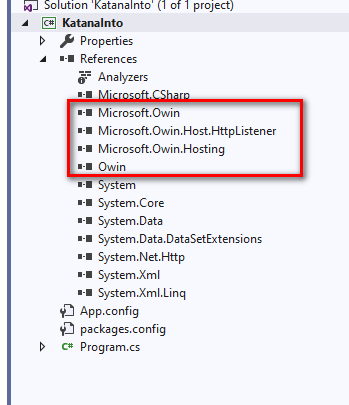 Solution 'KatanaInto' (1 of 1 project)
C# KatanaInto
Properties
References
Analyzers
Microsoft.CSharp
Microsoft.Owin
Microsoft.Owin.Host.HttpListener
Microsoft.Owin.Hosting
Owin
System
System.Core
System.Data
System.Data.DataSetExtensions
System.Net.Http
System.Xml
System.Xml.Linq
App.config
packages.config
C# Program.cs